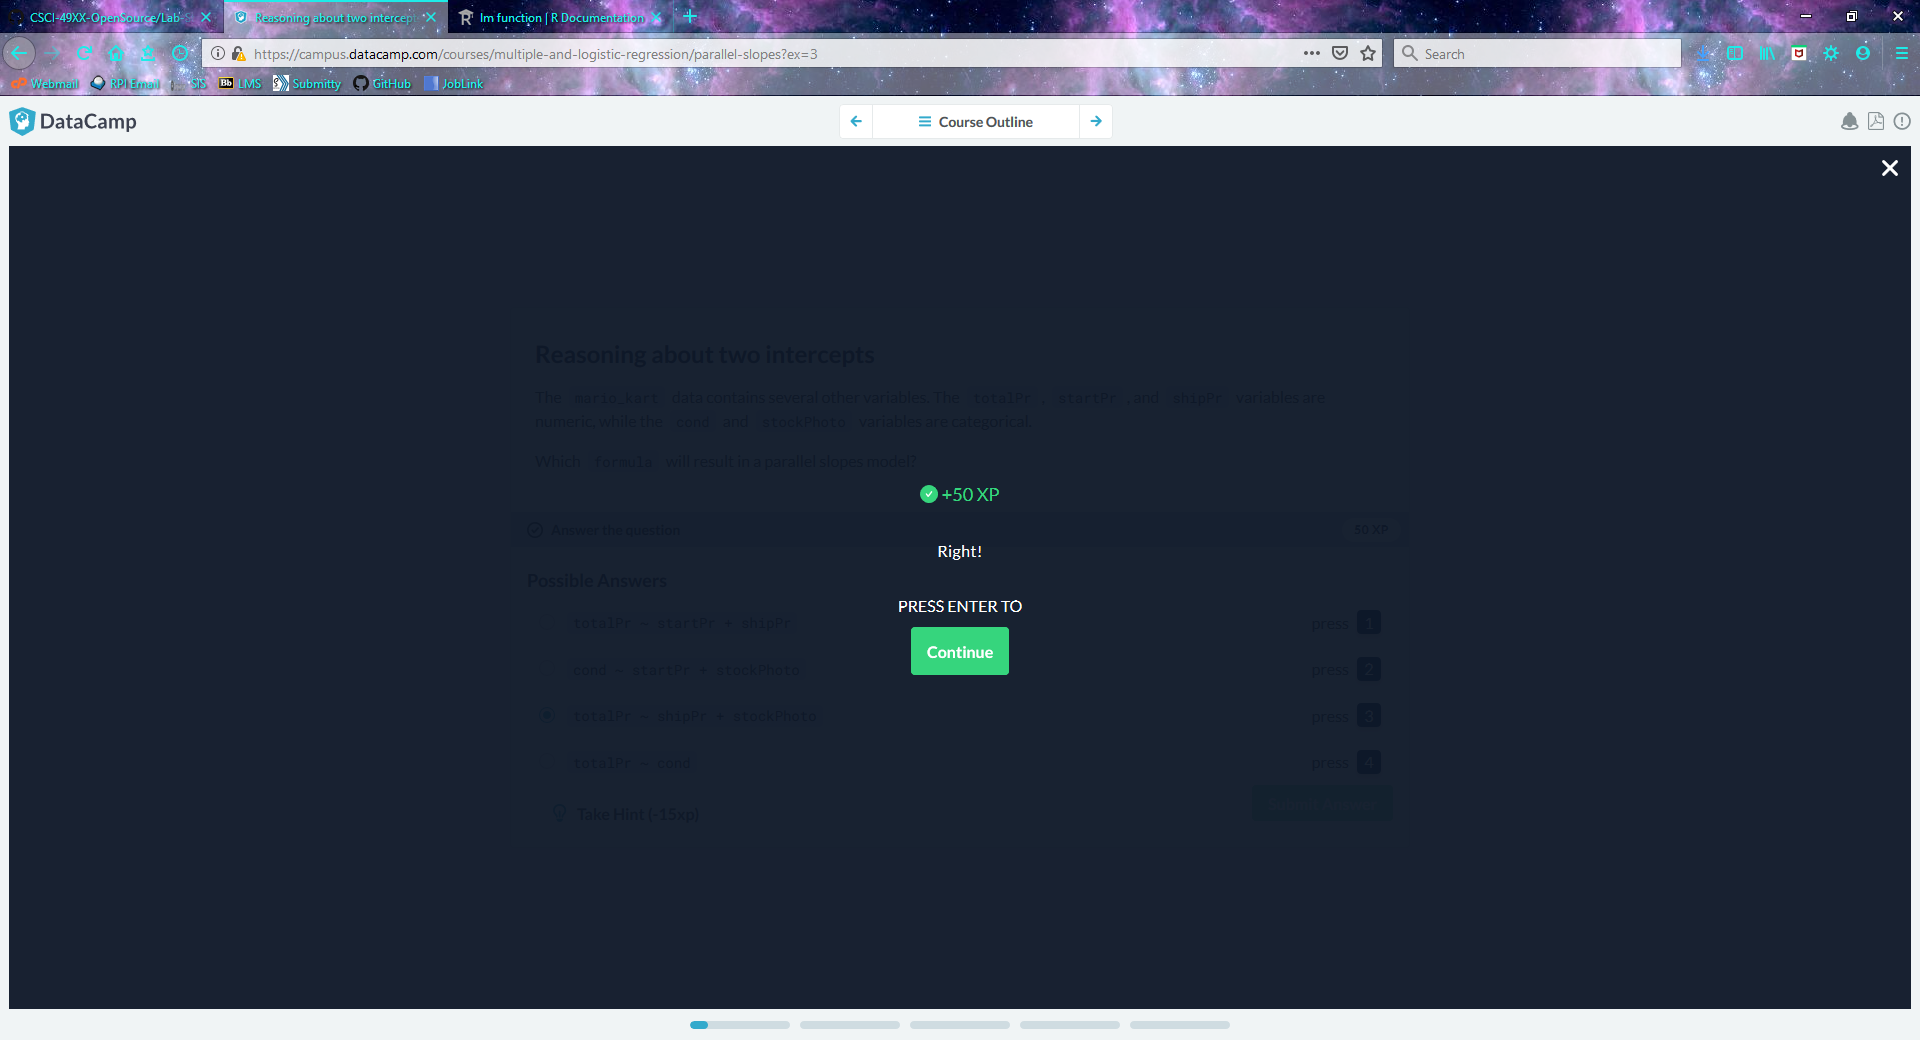 CSCI-49XX-OpenSource/Lab-
Reasoning about two intercept
lm function | R Documentation
https://campus.datacamp.com/courses/multiple-and-logistic-regression/parallel-slopes?ex=3
Search
Webmail
RPI Email
SIS
Bb LMS
Submitty
GitHub
JobLink
DataCamp
Course Outline
Reasoning about two intercepts
The mario_kart data contains several other variables. The totalPr, startPr, and shipPr variables are
numeric, while the cond and stockPhoto variables are categorical.
Which formula will result in a parallel slopes model?
+50 XP
Answer the question
50 XP
Right!
Possible Answers
PRESS ENTER TO
totalPr ~ startPr + shipPr
press 1
Continue
cond ~ startPr + stockPhoto
press 2
totalPr ~ shipPr + stockPhoto
press 3
totalPr ~ cond
press 4
Take Hint (-15xp)
Submit Answer